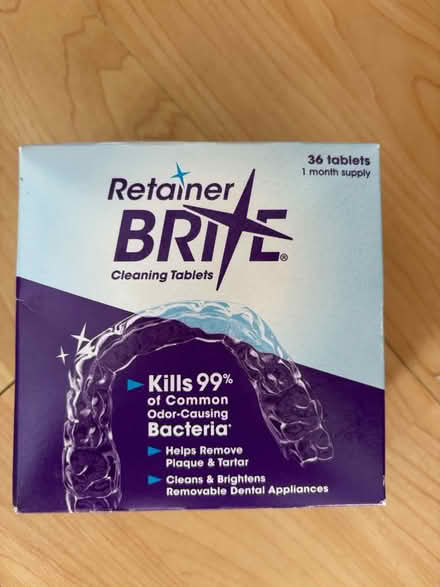 36 tablets
1 month supply
Retainer
BRITE®
Cleaning Tablets
Kills 99%
of Common
Odor-Causing
Bacteria*
Helps Remove
Plaque & Tartar
Cleans & Brightens
Removable Dental Appliances